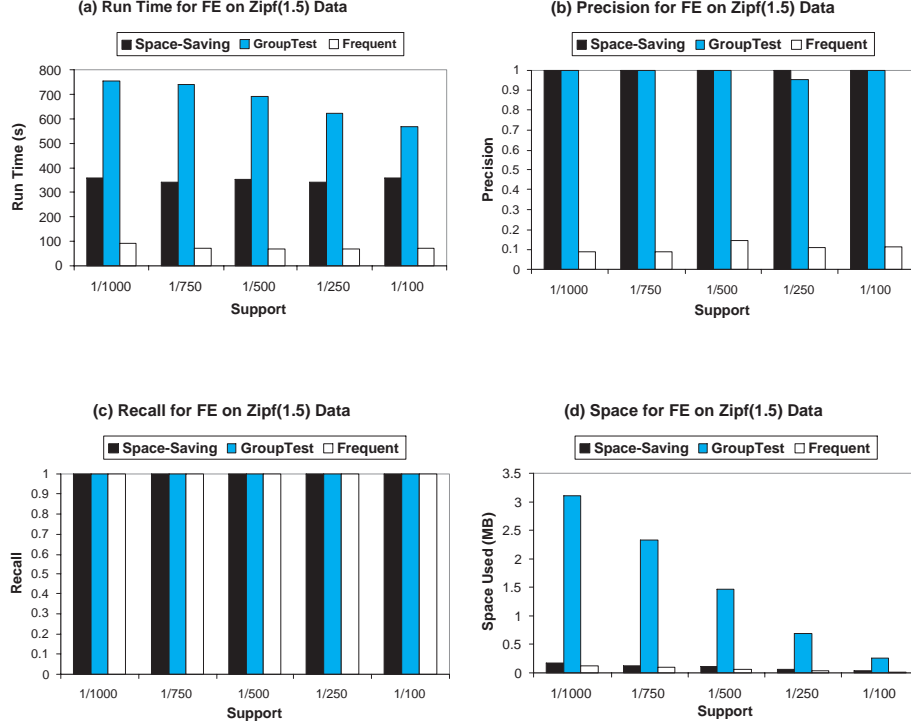 (a) Run Time for FE on Zipf(1.5) Data
Space-Saving GroupTest Frequent
800
700
600
500
400
300
200
100
0
Run Time (s)
1/1000 1/750 1/500 1/250 1/100
Support
(b) Precision for FE on Zipf(1.5) Data
Space-Saving GroupTest Frequent
1
0.9
0.8
0.7
0.6
0.5
0.4
0.3
0.2
0.1
0
Precision
1/1000 1/750 1/500 1/250 1/100
Support
(c) Recall for FE on Zipf(1.5) Data
Space-Saving GroupTest Frequent
1
0.9
0.8
0.7
0.6
0.5
0.4
0.3
0.2
0.1
0
Recall
1/1000 1/750 1/500 1/250 1/100
Support
(d) Space for FE on Zipf(1.5) Data
Space-Saving GroupTest Frequent
3.5
3
2.5
2
1.5
1
0.5
0
Space Used (MB)
1/1000 1/750 1/500 1/250 1/100
Support